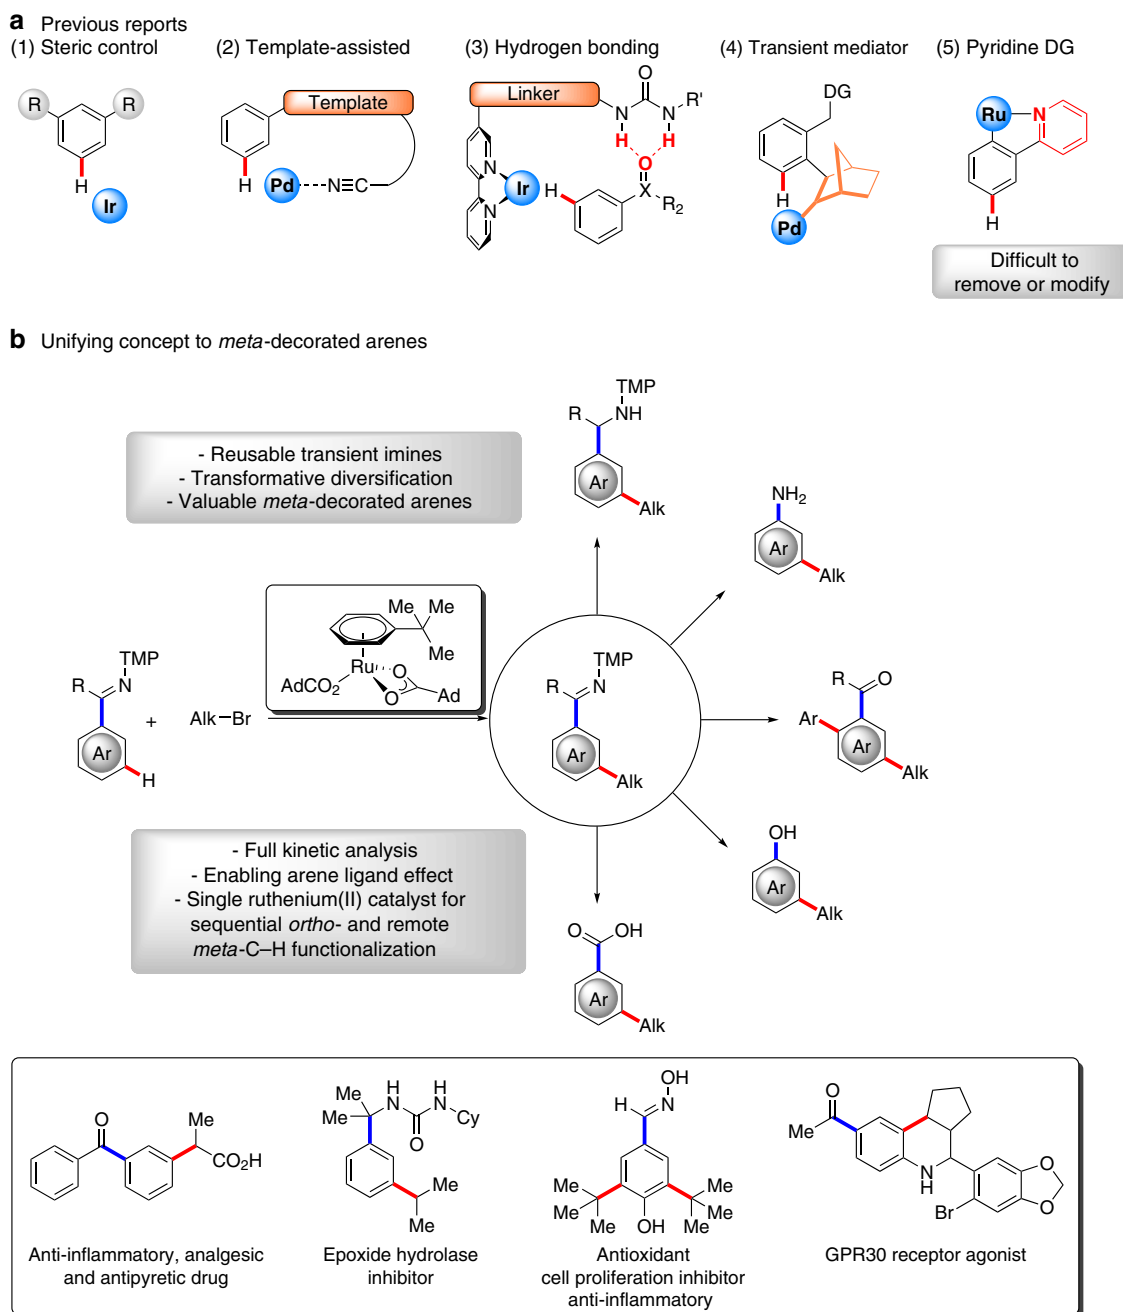 a Previous reports
(1) Steric control
(2) Template-assisted
(3) Hydrogen bonding
(4) Transient mediator
(5) Pyridine DG
R R
H
Ir
Template
H Pd N≡C
Linker
O
N N R'
H H
O
N
N
Ir
H
X
R2
DG
H
Pd
Ru N
H
Difficult to
remove or modify
b Unifying concept to meta-decorated arenes
- Reusable transient imines
- Transformative diversification
- Valuable meta-decorated arenes
TMP
R NH
Ar
Alk
NH2
Ar
Alk
TMP
R N
Ar
H
+ Alk–Br
Me Me
Me
Ru
AdCO2
O
O
Ad
TMP
R N
Ar
Alk
R O
Ar
Ar
Alk
OH
Ar
Alk
- Full kinetic analysis
- Enabling arene ligand effect
- Single ruthenium(II) catalyst for
sequential ortho- and remote
meta-C–H functionalization
O OH
Ar
Alk
O
Me
CO2H
Anti-inflammatory, analgesic
and antipyretic drug
Me H H
Me N N Cy
O
Me
Me
Epoxide hydrolase
inhibitor
OH
H N
Me Me
Me Me
Me OH Me
Antioxidant
cell proliferation inhibitor
anti-inflammatory
O
Me
N
H
Br
O
O
GPR30 receptor agonist